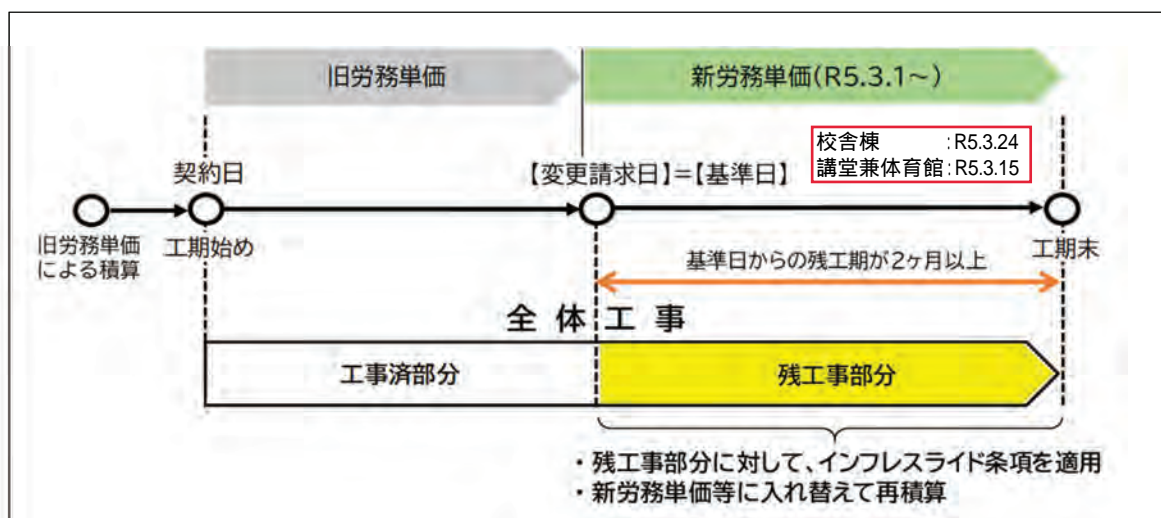 旧労務単価
新労務単価(R5.3.1～)
校舎棟　　　:R5.3.24
講堂兼体育館:R5.3.15
契約日
【変更請求日】=【基準日】
旧労務単価
による積算
工期始め
工期末
基準日からの残工期が2ヶ月以上
全体工事
工事済部分
残工事部分
・残工事部分に対して、インフレスライド条項を適用
・新労務単価等に入れ替えて再積算